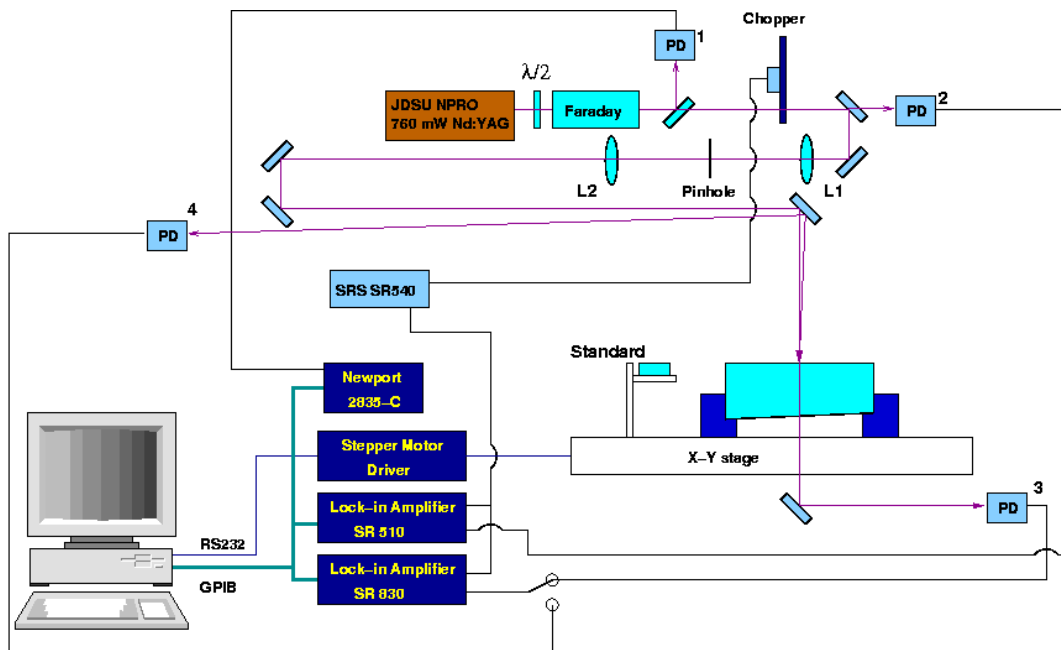 Chopper
1
PD
λ/2
JDSU NPRO
760 mW Nd:YAG
Faraday
2
PD
L2
Pinhole
L1
4
PD
SRS SR540
Standard
Newport
2835-C
Stepper Motor
Driver
X-Y stage
3
PD
Lock-in Amplifier
SR 510
RS232
GPIB
Lock-in Amplifier
SR 830